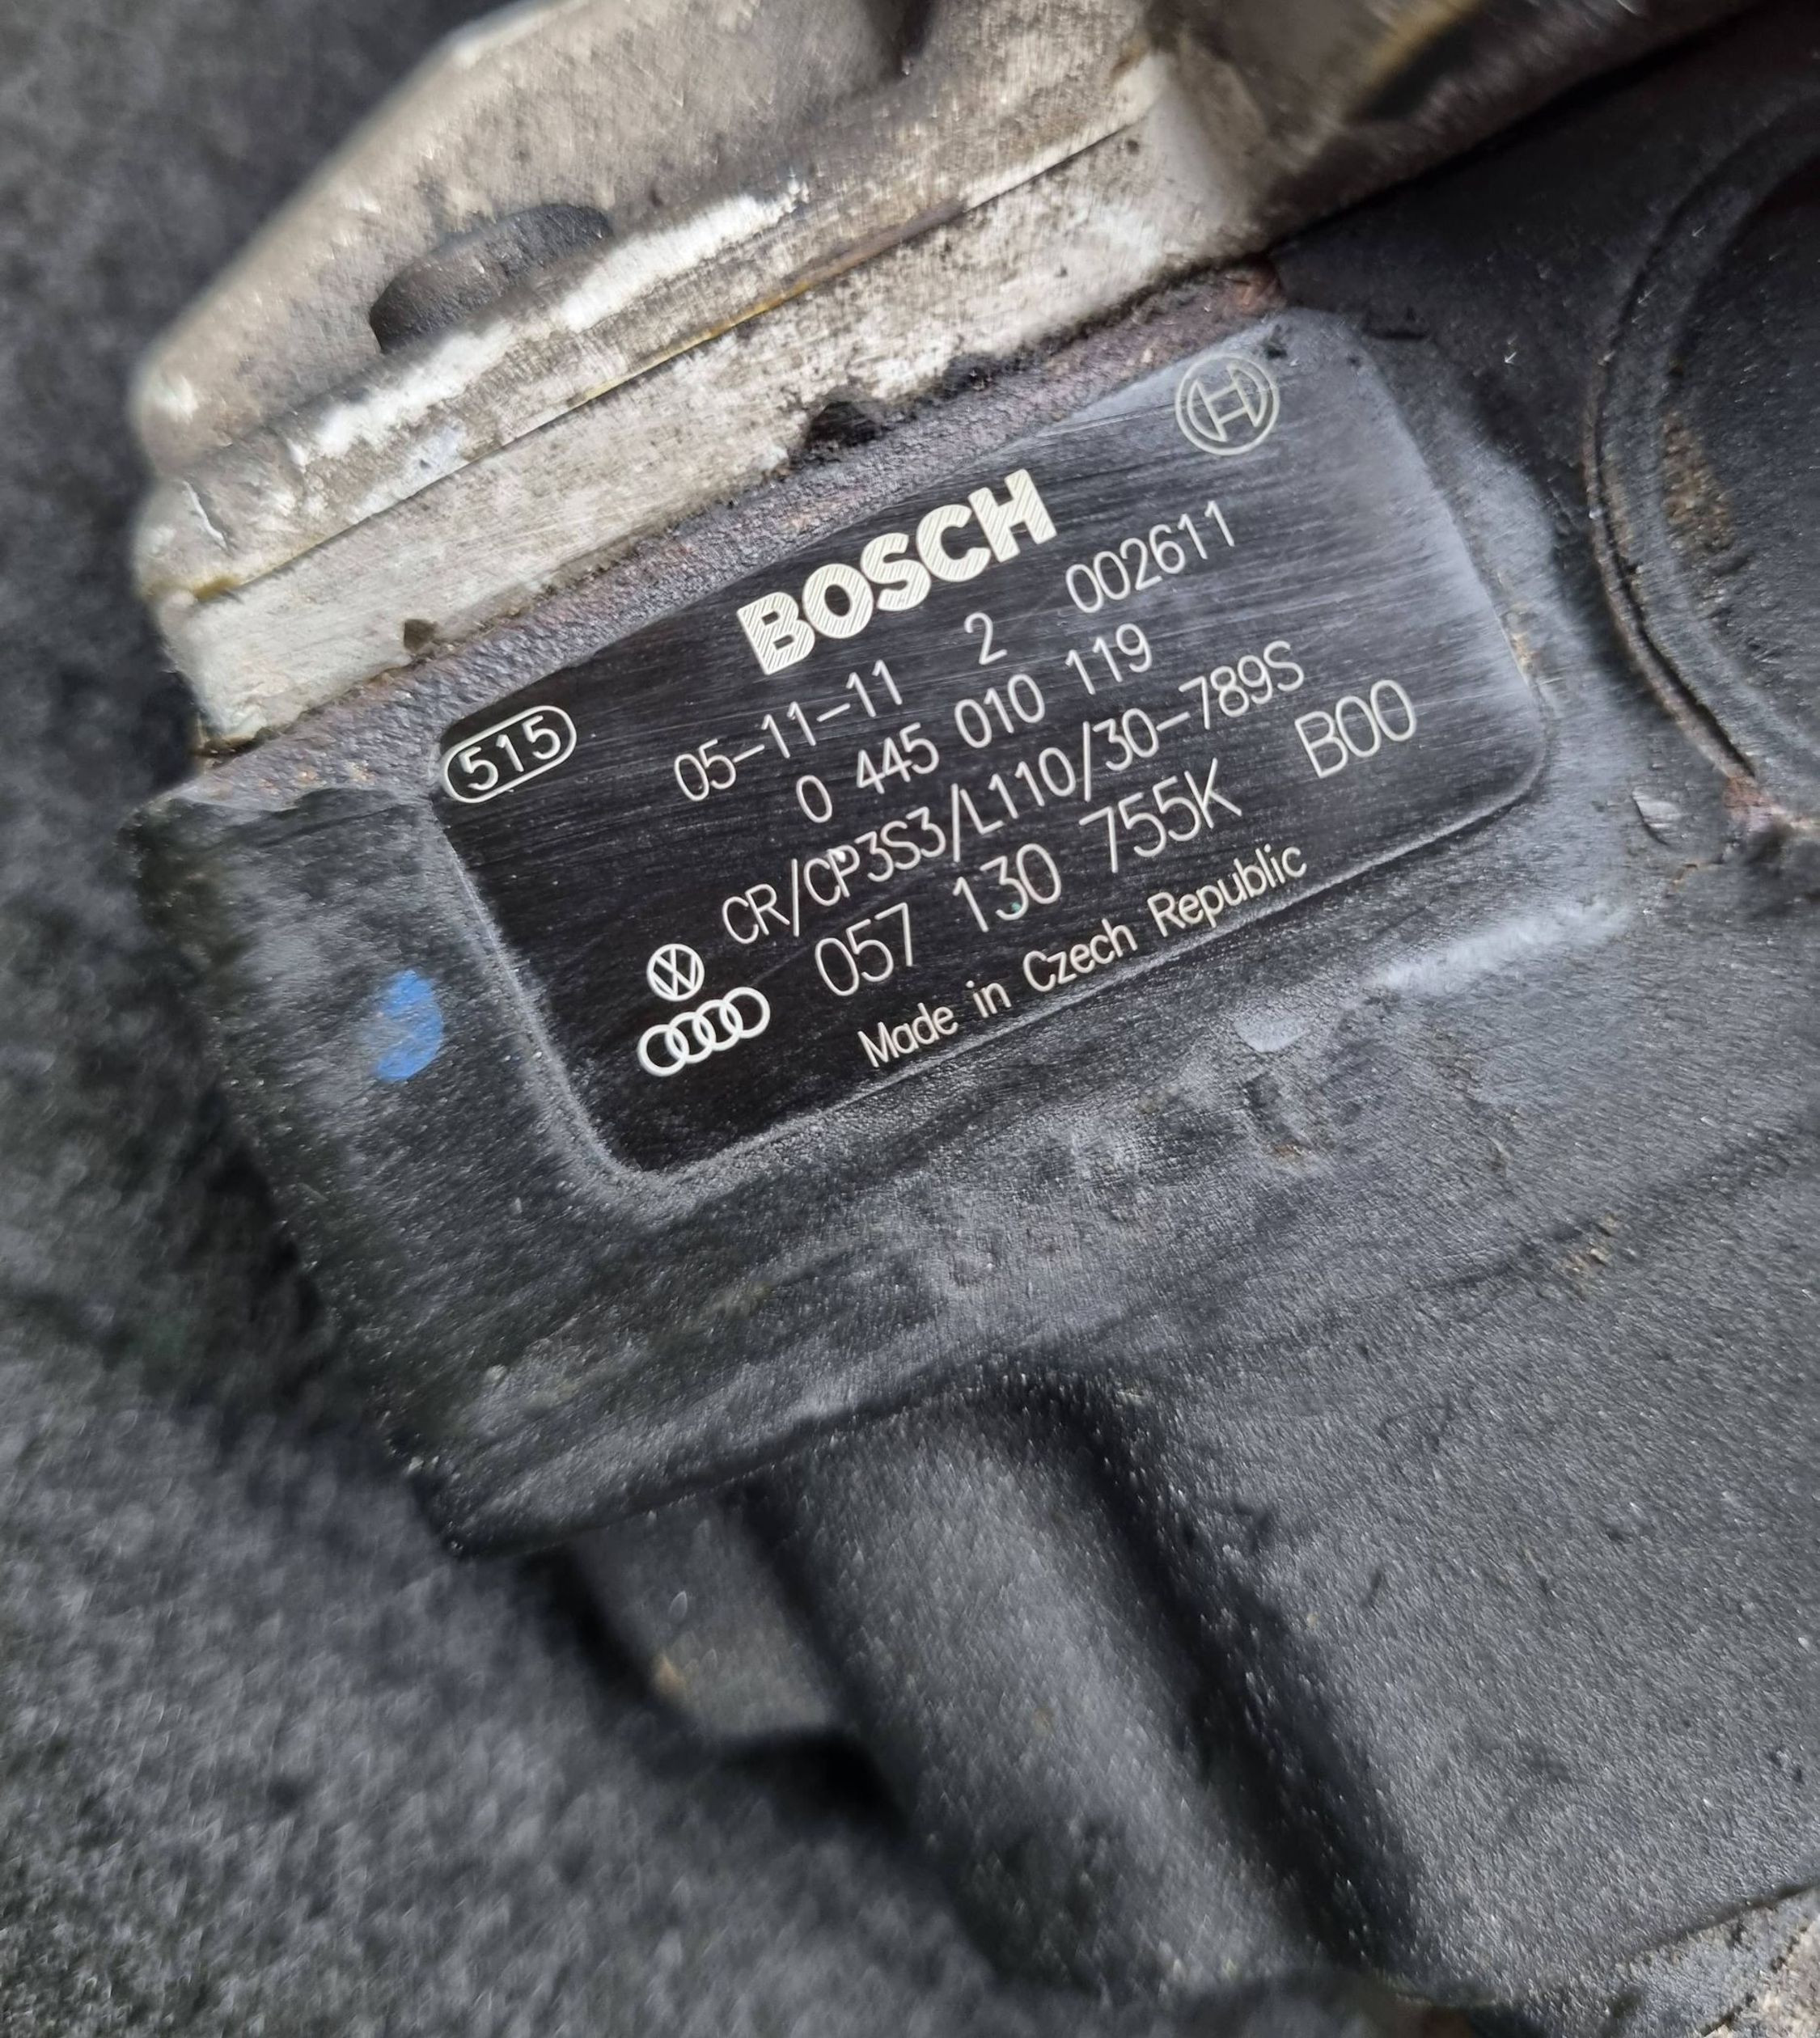 BOSCH
515
05-11-11 2 002611
0 445 010 119
CR/CP3S3/L110/30-789S
057 130 755K B00
Made in Czech Republic